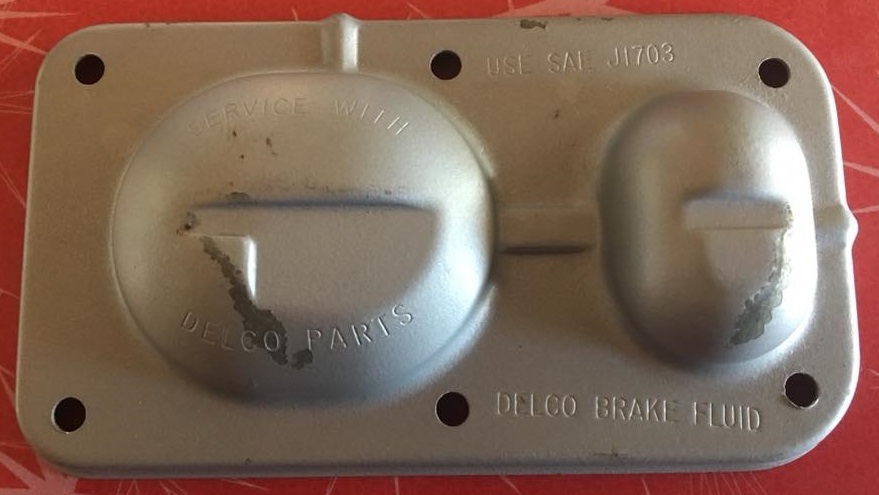 USE SAE J1703
SERVICE WITH
DELCO PARTS
DELCO BRAKE FLUID